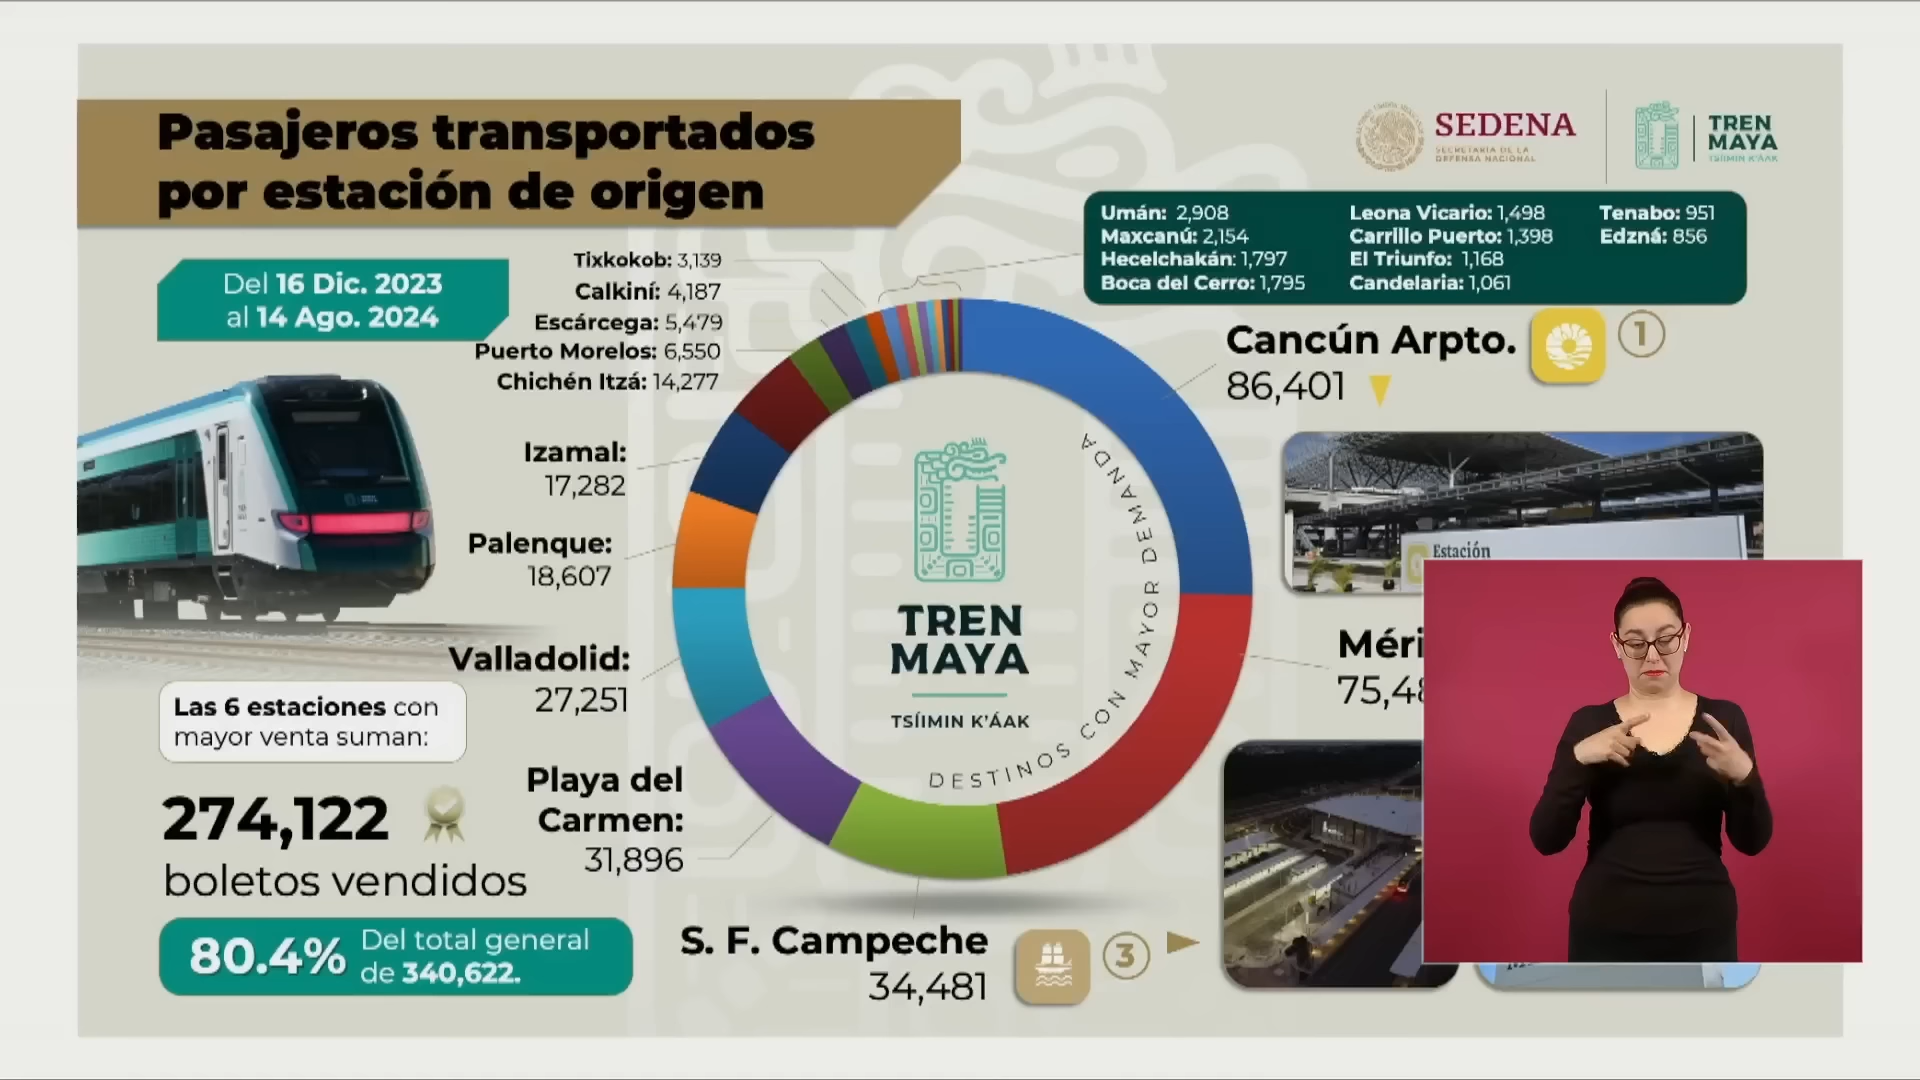 Pasajeros transportados
por estación de origen
SEDENA
SECRETARÍA DE LA
DEFENSA NACIONAL
TREN
MAYA
TSIIMIN K'ÁAK
Del 16 Dic. 2023
al 14 Ago. 2024
Umán: 2,908
Maxcanú: 2,154
Hecelchakán: 1,797
Boca del Cerro: 1,795
Leona Vicario: 1,498
Carrillo Puerto: 1,398
El Triunfo: 1,168
Candelaria: 1,061
Tenabo: 951
Edzná: 856
Tixkokob: 3,139
Calkiní: 4,187
Escárcega: 5,479
Puerto Morelos: 6,550
Chichén Itzá: 14,277
Cancún Arpto.
1
86,401
Izamal:
17,282
Palenque:
18,607
Valladolid:
27,251
Playa del
Carmen:
31,896
S. F. Campeche
34,481
3
Estación
TREN
MAYA
TSÍIMIN K'ÁAK
DESTINOS CON MAYOR DEMANDA
Las 6 estaciones con
mayor venta suman:
274,122
boletos vendidos
80.4%
Del total general
de 340,622.